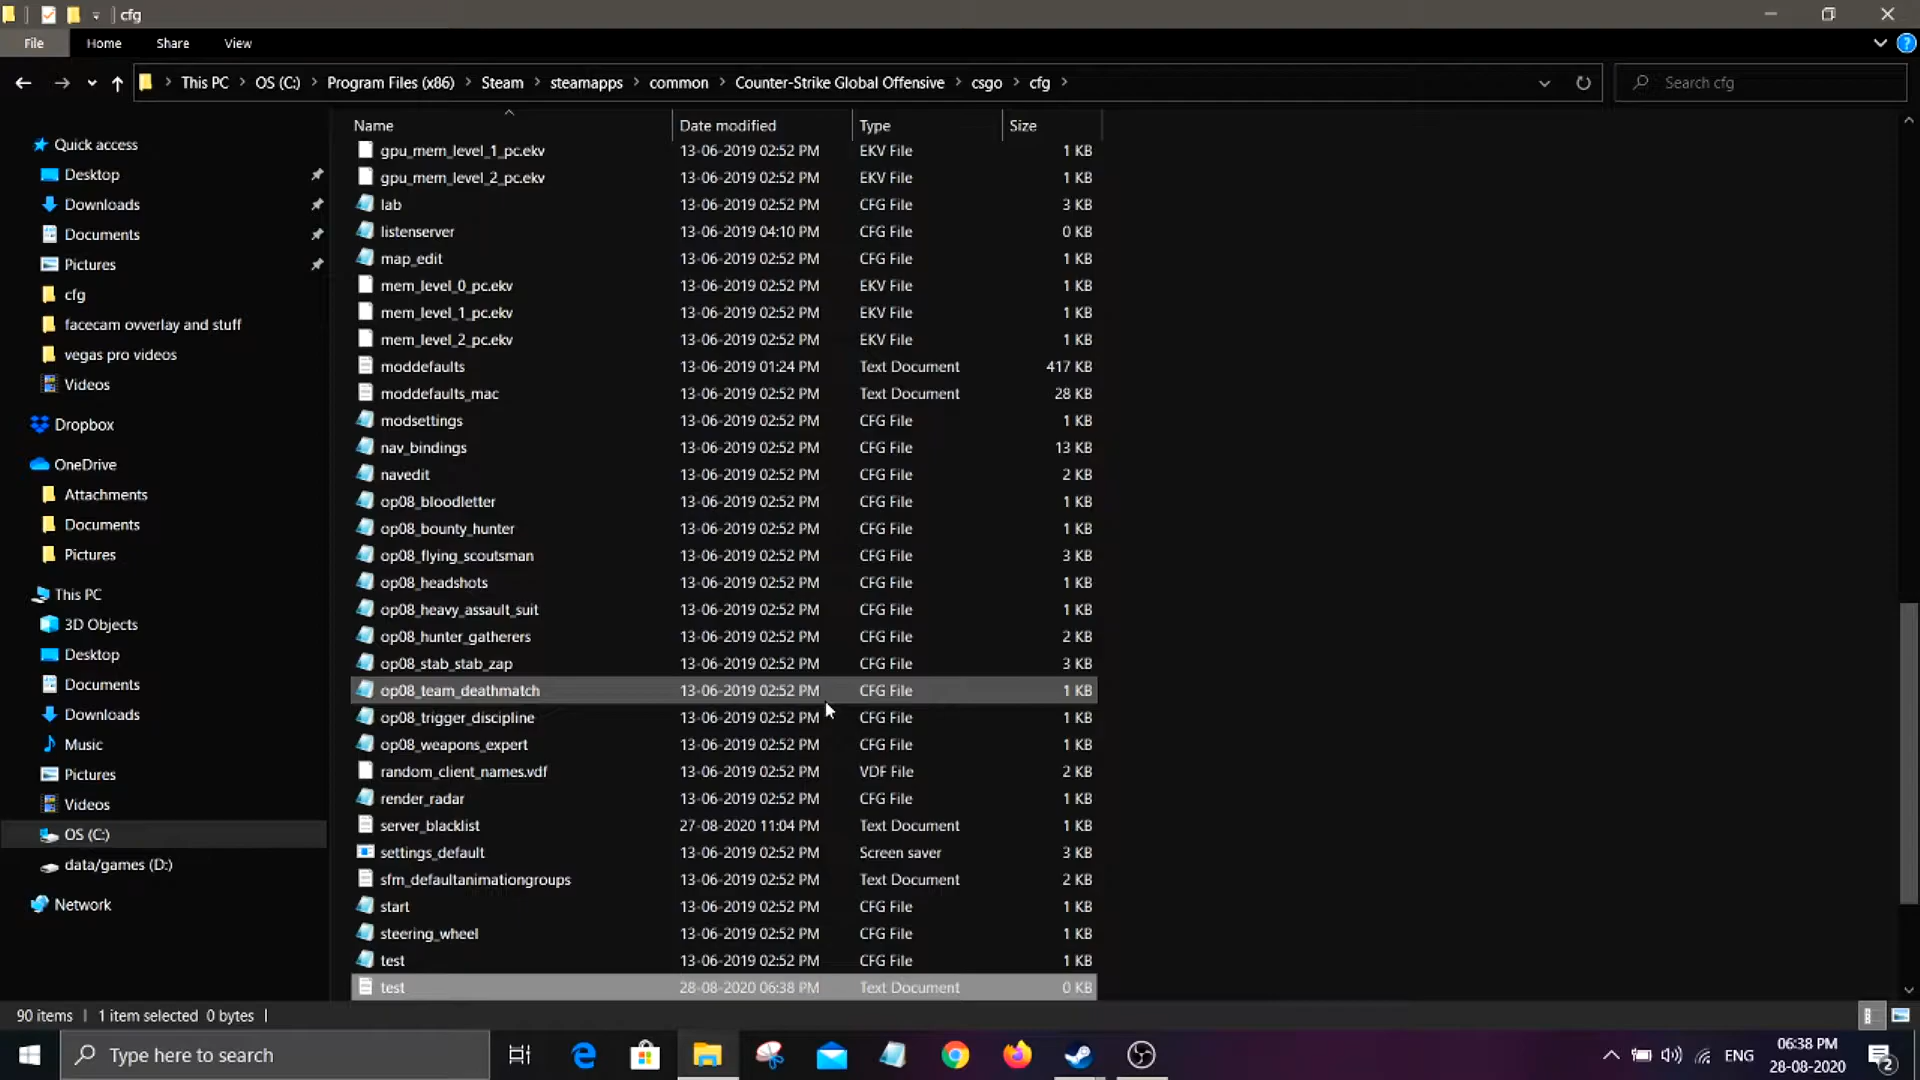 cfg
File Home Share View
This PC OS (C:) Program Files (x86) Steam steamapps common Counter-Strike Global Offensive csgo cfg
Search cfg
Name Date modified Type Size
Quick access
Desktop
Downloads
Documents
Pictures
cfg
facecam ovverlay and stuff
vegas pro videos
Videos
Dropbox
OneDrive
Attachments
Documents
Pictures
This PC
3D Objects
Desktop
Documents
Downloads
Music
Pictures
Videos
OS (C:)
data/games (D:)
Network
gpu_mem_level_1_pc.ekv 13-06-2019 02:52 PM EKV File 1 KB
gpu_mem_level_2_pc.ekv 13-06-2019 02:52 PM EKV File 1 KB
lab 13-06-2019 02:52 PM CFG File 3 KB
listenserver 13-06-2019 04:10 PM CFG File 0 KB
map_edit 13-06-2019 02:52 PM CFG File 1 KB
mem_level_0_pc.ekv 13-06-2019 02:52 PM EKV File 1 KB
mem_level_1_pc.ekv 13-06-2019 02:52 PM EKV File 1 KB
mem_level_2_pc.ekv 13-06-2019 02:52 PM EKV File 1 KB
moddefaults 13-06-2019 01:24 PM Text Document 417 KB
moddefaults_mac 13-06-2019 02:52 PM Text Document 28 KB
modsettings 13-06-2019 02:52 PM CFG File 1 KB
nav_bindings 13-06-2019 02:52 PM CFG File 13 KB
navedit 13-06-2019 02:52 PM CFG File 2 KB
op08_bloodletter 13-06-2019 02:52 PM CFG File 1 KB
op08_bounty_hunter 13-06-2019 02:52 PM CFG File 1 KB
op08_flying_scoutsman 13-06-2019 02:52 PM CFG File 3 KB
op08_headshots 13-06-2019 02:52 PM CFG File 1 KB
op08_heavy_assault_suit 13-06-2019 02:52 PM CFG File 1 KB
op08_hunter_gatherers 13-06-2019 02:52 PM CFG File 2 KB
op08_stab_stab_zap 13-06-2019 02:52 PM CFG File 3 KB
op08_team_deathmatch 13-06-2019 02:52 PM CFG File 1 KB
op08_trigger_discipline 13-06-2019 02:52 PM CFG File 1 KB
op08_weapons_expert 13-06-2019 02:52 PM CFG File 1 KB
random_client_names.vdf 13-06-2019 02:52 PM VDF File 2 KB
render_radar 13-06-2019 02:52 PM CFG File 1 KB
server_blacklist 27-08-2020 11:04 PM Text Document 1 KB
settings_default 13-06-2019 02:52 PM Screen saver 3 KB
sfm_defaultanimationgroups 13-06-2019 02:52 PM Text Document 2 KB
start 13-06-2019 02:52 PM CFG File 1 KB
steering_wheel 13-06-2019 02:52 PM CFG File 1 KB
test 13-06-2019 02:52 PM CFG File 1 KB
test 28-08-2020 06:38 PM Text Document 0 KB
90 items 1 item selected 0 bytes
Type here to search
ENG
06:38 PM
28-08-2020
2